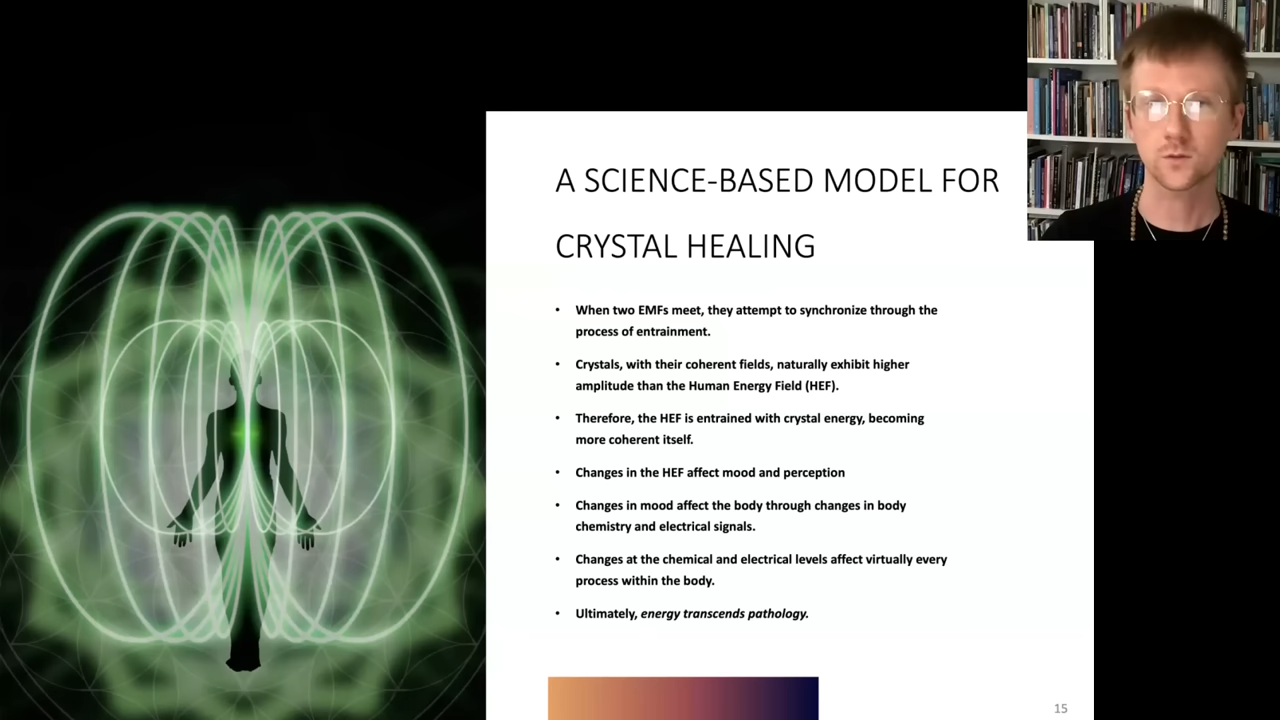 A SCIENCE-BASED MODEL FOR
CRYSTAL HEALING
• When two EMFs meet, they attempt to synchronize through the
process of entrainment.
• Crystals, with their coherent fields, naturally exhibit higher
amplitude than the Human Energy Field (HEF).
• Therefore, the HEF is entrained with crystal energy, becoming
more coherent itself.
• Changes in the HEF affect mood and perception
• Changes in mood affect the body through changes in body
chemistry and electrical signals.
• Changes at the chemical and electrical levels affect virtually every
process within the body.
• Ultimately, energy transcends pathology.
15